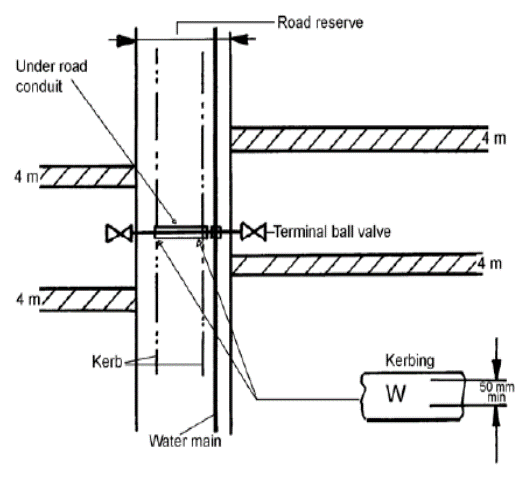 Road reserve
Under road
conduit
4 m
4 m
Terminal ball valve
4 m
4 m
Kerb
Kerbing
W
50 mm
min
Water main